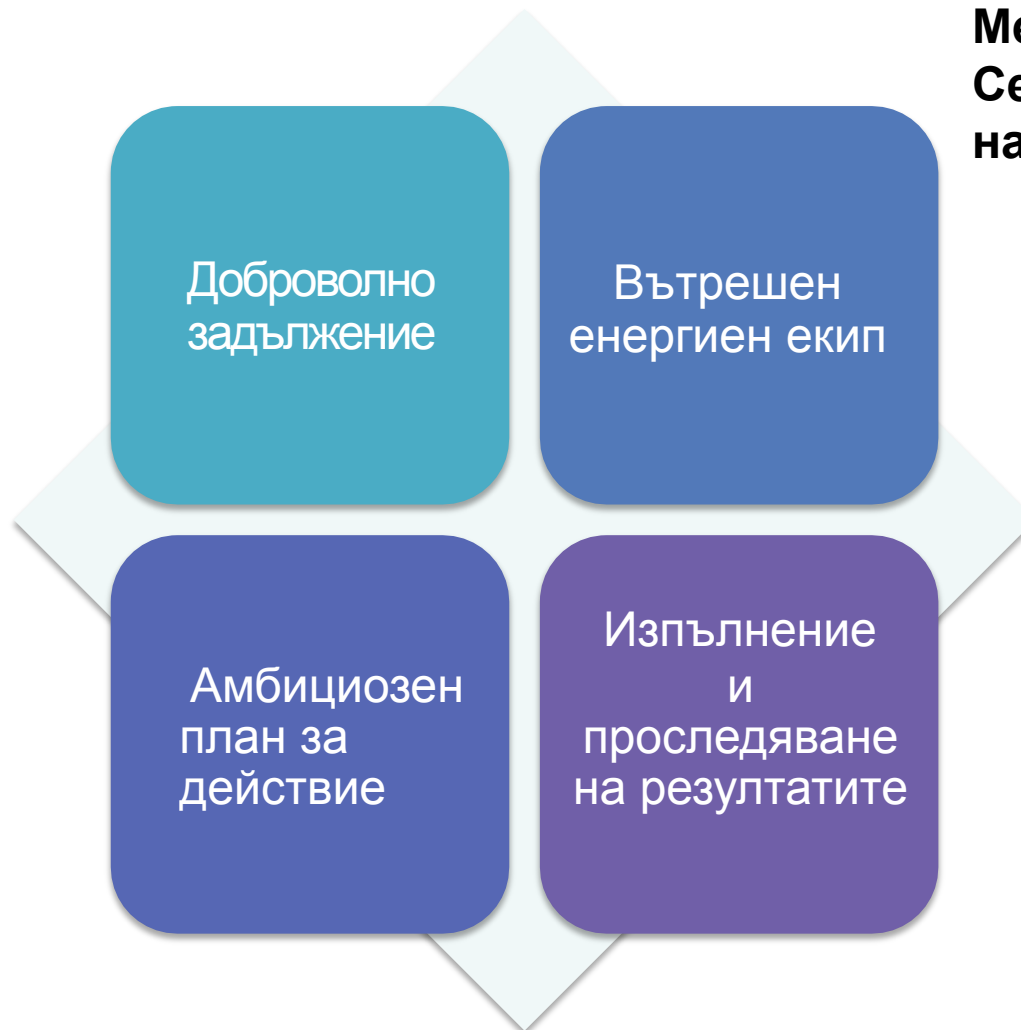 Доброволно
задължение
Вътрешен
енергиен екип
Амбициозен
план за
действие
Изпълнение
и
проследяване
на резултатите